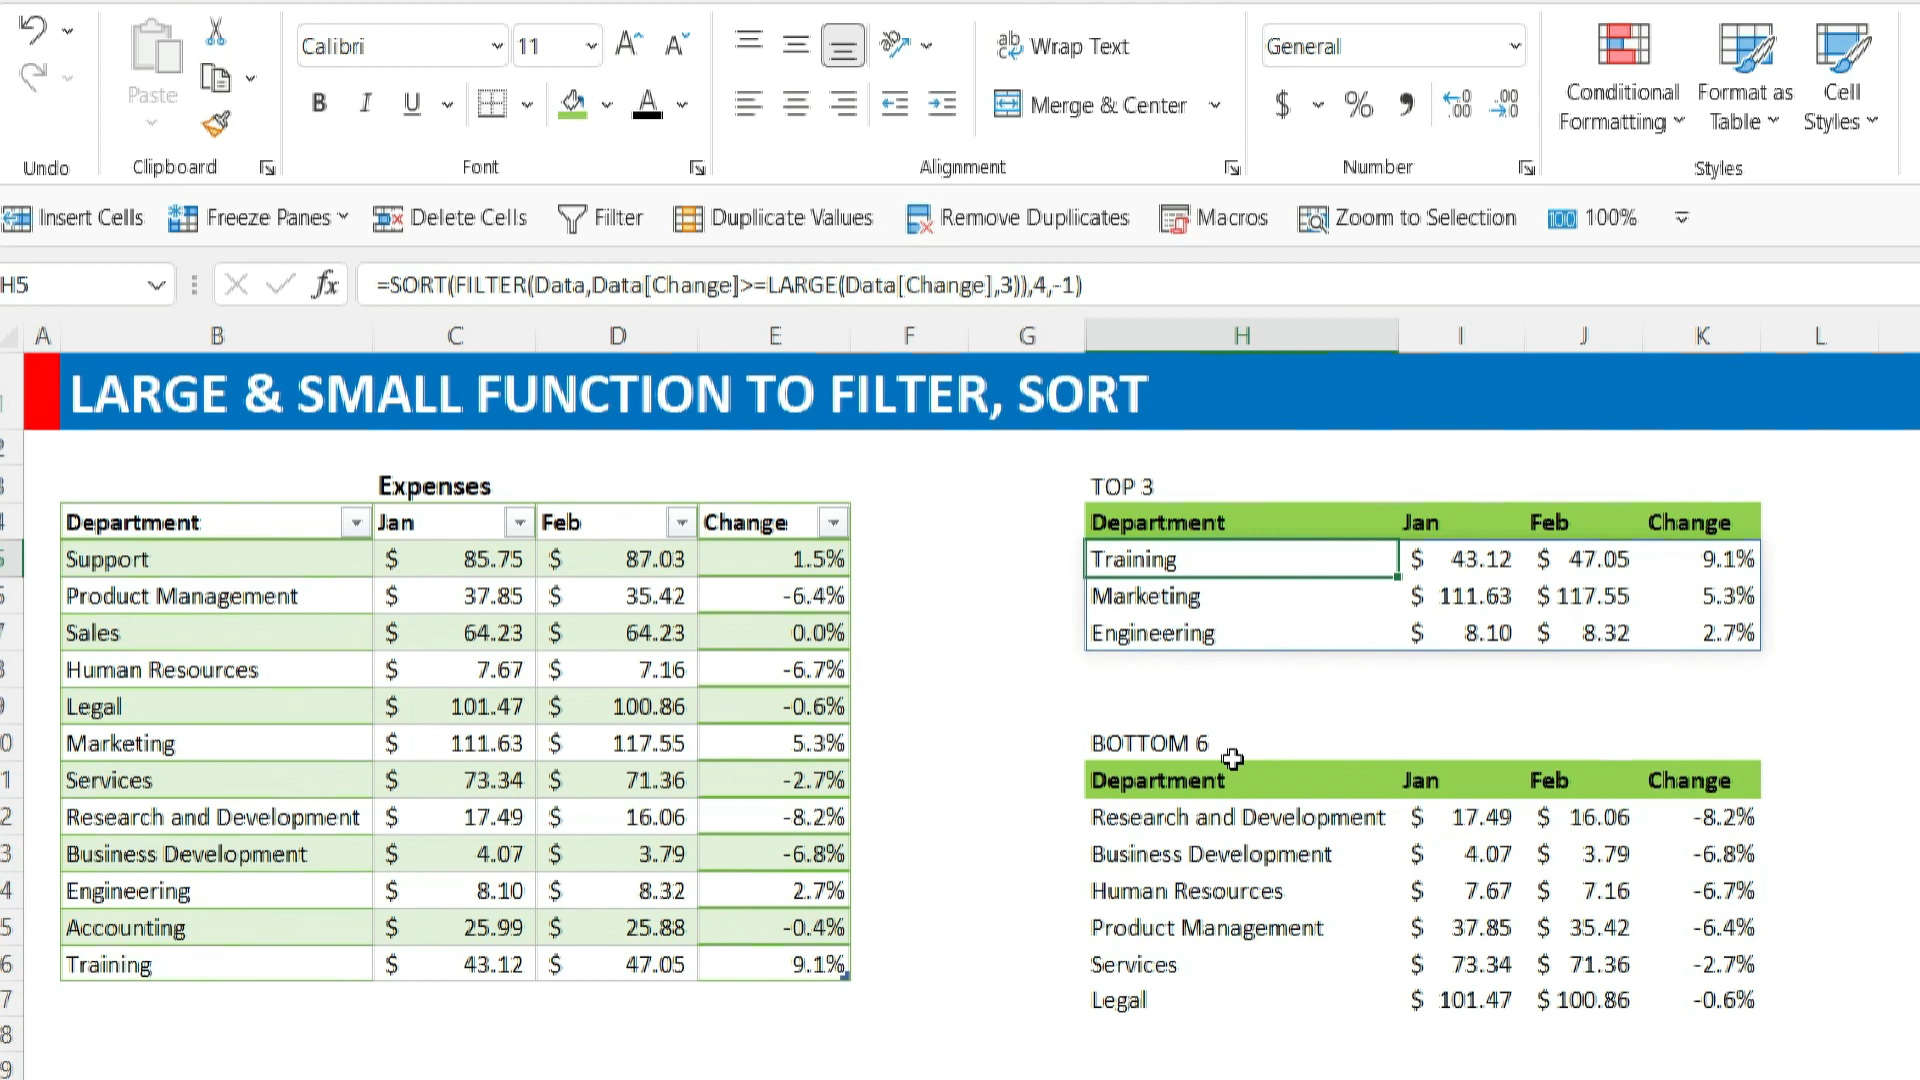 Calibri 11 Wrap Text General
Paste B I U Merge & Center $ % Conditional Formatting Format as Table Cell Styles
Undo Clipboard Font Alignment Number Styles
Insert Cells Freeze Panes Delete Cells Filter Duplicate Values Remove Duplicates Macros Zoom to Selection 100 100%
H5 fx =SORT(FILTER(Data,Data[Change]>=LARGE(Data[Change],3)),4,-1)
A B C D E F G H I J K L
LARGE & SMALL FUNCTION TO FILTER, SORT
Expenses
Department Jan Feb Change
Support $ 85.75 $ 87.03 1.5%
Product Management $ 37.85 $ 35.42 -6.4%
Sales $ 64.23 $ 64.23 0.0%
Human Resources $ 7.67 $ 7.16 -6.7%
Legal $ 101.47 $ 100.86 -0.6%
Marketing $ 111.63 $ 117.55 5.3%
Services $ 73.34 $ 71.36 -2.7%
Research and Development $ 17.49 $ 16.06 -8.2%
Business Development $ 4.07 $ 3.79 -6.8%
Engineering $ 8.10 $ 8.32 2.7%
Accounting $ 25.99 $ 25.88 -0.4%
Training $ 43.12 $ 47.05 9.1%
TOP 3
Department Jan Feb Change
Training $ 43.12 $ 47.05 9.1%
Marketing $ 111.63 $ 117.55 5.3%
Engineering $ 8.10 $ 8.32 2.7%
BOTTOM 6
Department Jan Feb Change
Research and Development $ 17.49 $ 16.06 -8.2%
Business Development $ 4.07 $ 3.79 -6.8%
Human Resources $ 7.67 $ 7.16 -6.7%
Product Management $ 37.85 $ 35.42 -6.4%
Services $ 73.34 $ 71.36 -2.7%
Legal $ 101.47 $ 100.86 -0.6%